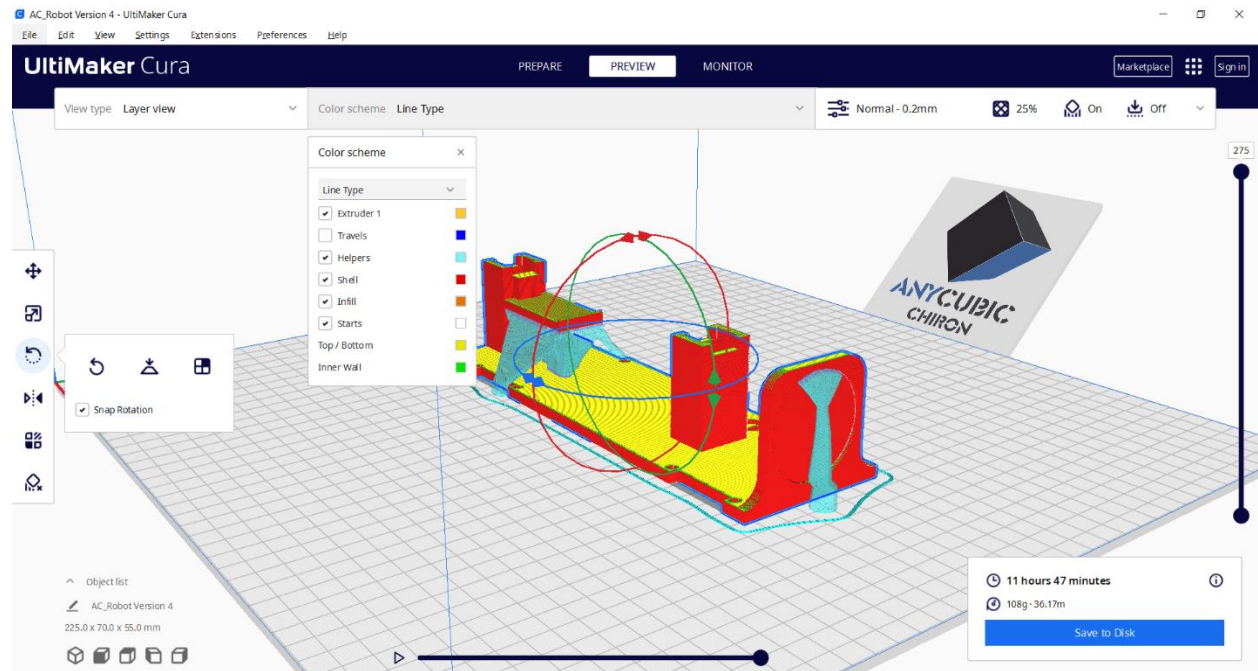 AC_Robot Version 4 - UltiMaker Cura
File Edit View Settings Extensions Preferences Help
UltiMaker Cura
PREPARE PREVIEW MONITOR
Marketplace Sign in
View type Layer view
Color scheme Line Type
Normal - 0.2mm 25% On Off
Color scheme
Line Type
Extruder 1
Travels
Helpers
Shell
Infill
Starts
Top / Bottom
Inner Wall
275
Snap Rotation
ANYCUBIC
CHIRON
Object list
AC_Robot Version 4
225.0 x 70.0 x 55.0 mm
11 hours 47 minutes
108g · 36.17m
Save to Disk